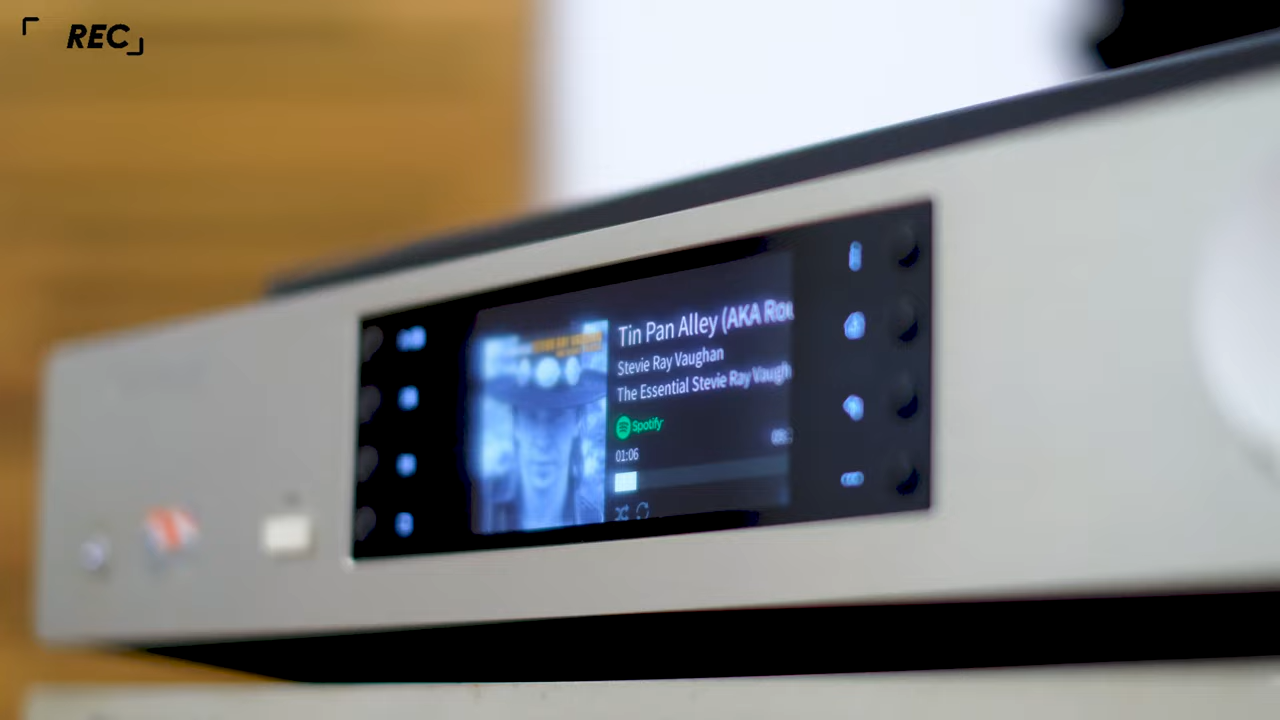 REC
Tin Pan Alley (AKA Rou
Stevie Ray Vaughan
The Essential Stevie Ray Vaugh
Spotify
01:06